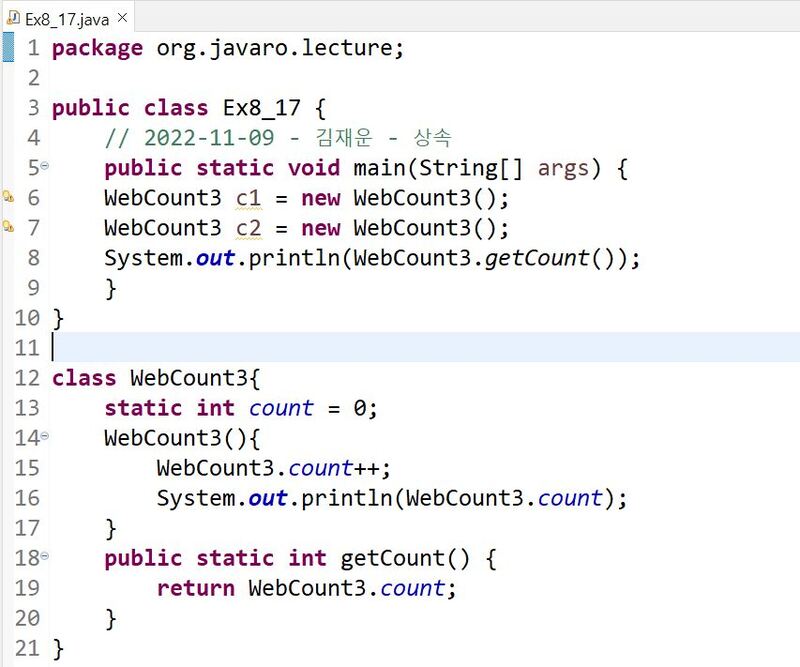 Ex8_17.java
1 package org.javaro.lecture;
2
3 public class Ex8_17 {
4     // 2022-11-09 - 김재운 - 상속
5     public static void main(String[] args) {
6     WebCount3 c1 = new WebCount3();
7     WebCount3 c2 = new WebCount3();
8     System.out.println(WebCount3.getCount());
9     }
10 }
11
12 class WebCount3{
13     static int count = 0;
14     WebCount3(){
15         WebCount3.count++;
16         System.out.println(WebCount3.count);
17     }
18     public static int getCount() {
19         return WebCount3.count;
20     }
21 }